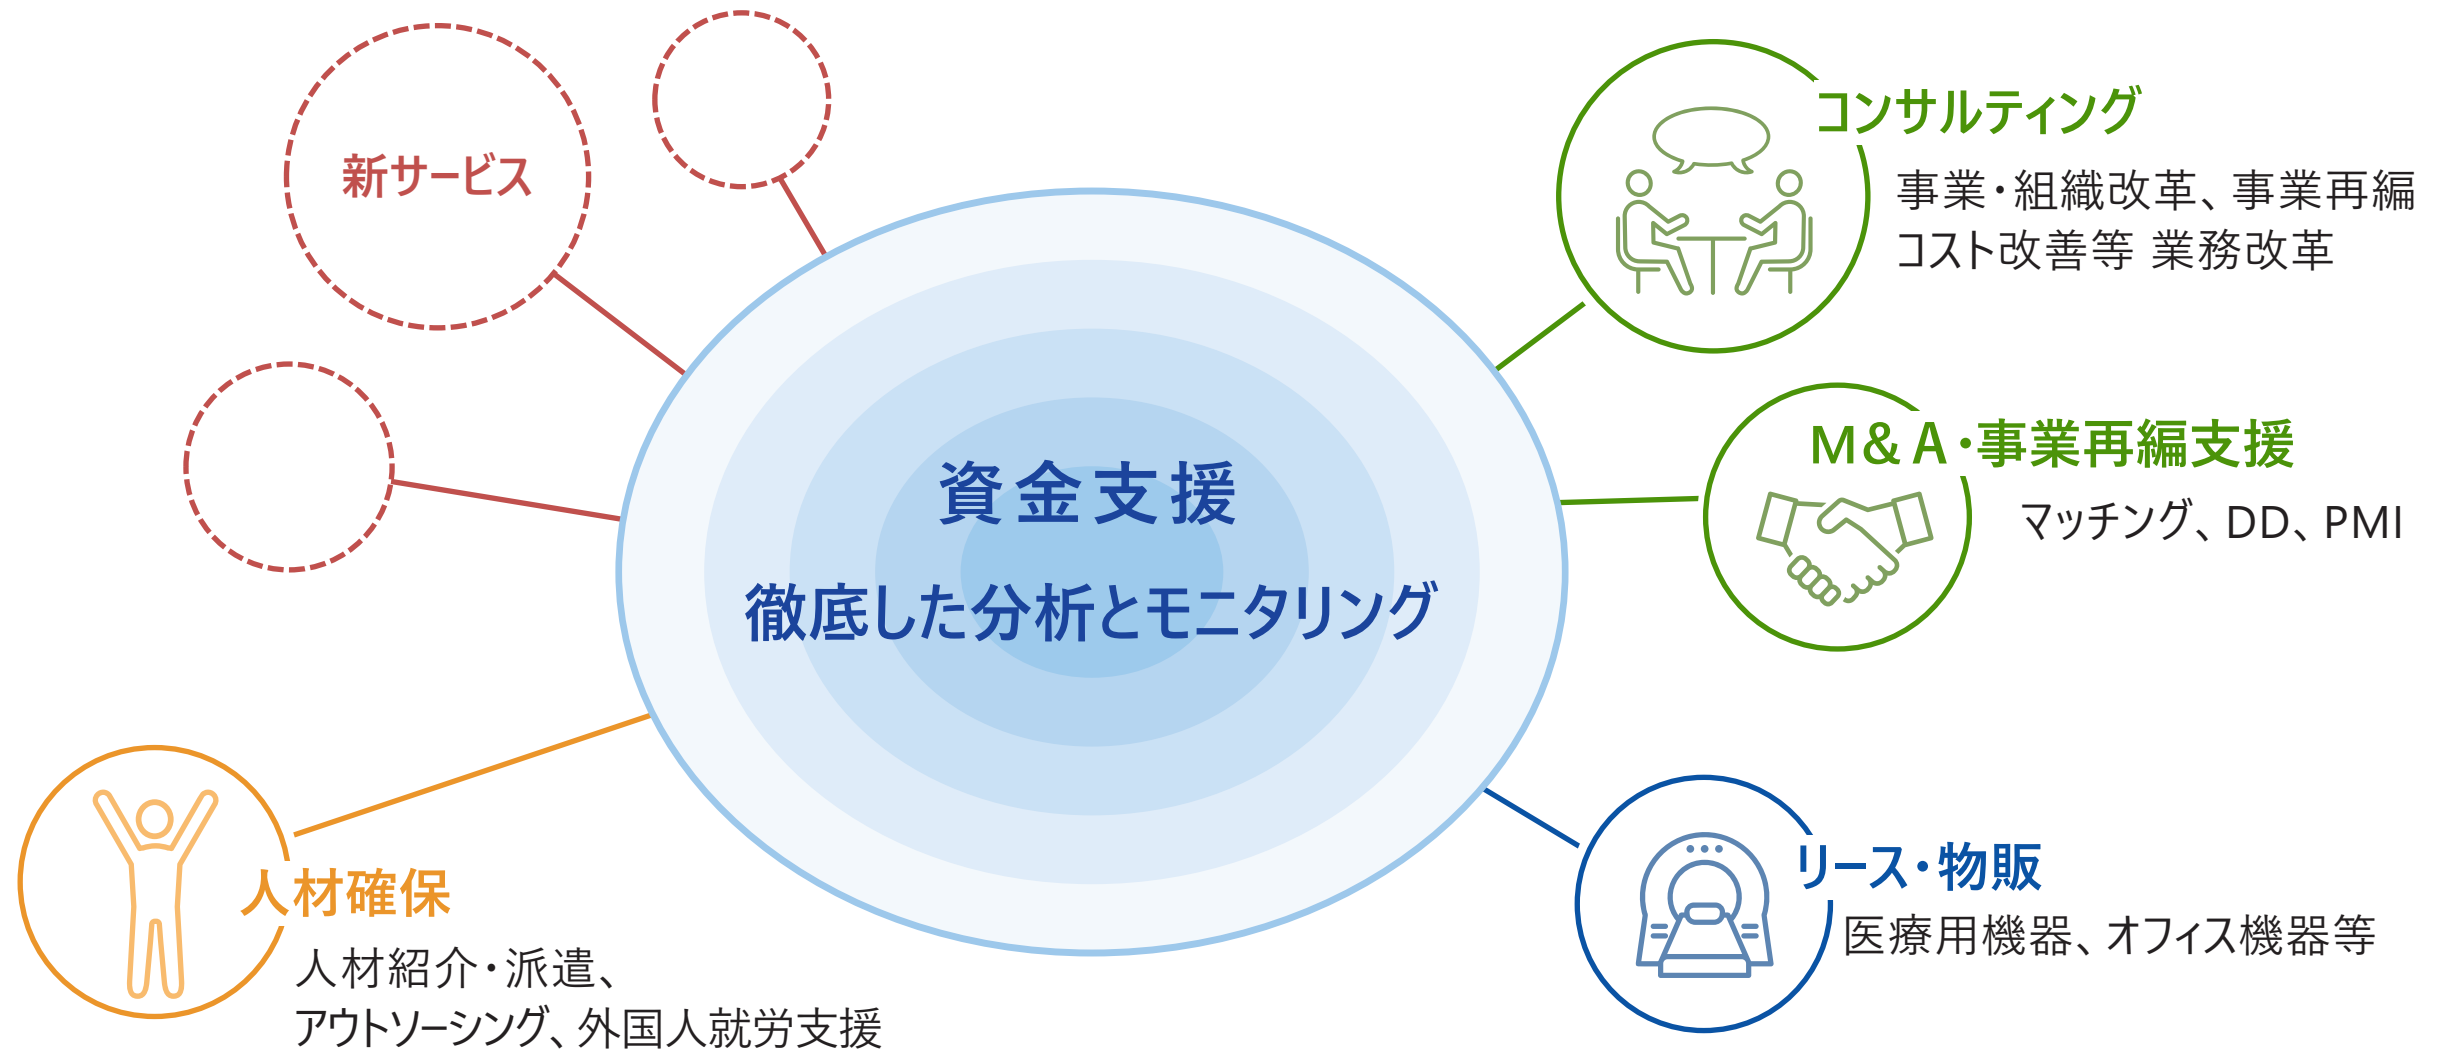 新サービス
コンサルティング
事業・組織改革、事業再編
コスト改善等 業務改革
M&A・事業再編支援
マッチング、DD、PMI
資金支援
徹底した分析とモニタリング
リース・物販
医療用機器、オフィス機器等
人材確保
人材紹介・派遣、
アウトソーシング、外国人就労支援